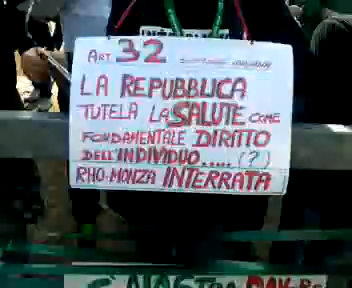 ART. 32
LA REPUBBLICA
TUTELA LA SALUTE COME
FONDAMENTALE DIRITTO
DELL'INDIVIDUO.....(?)
RHO-MONZA INTERRATA